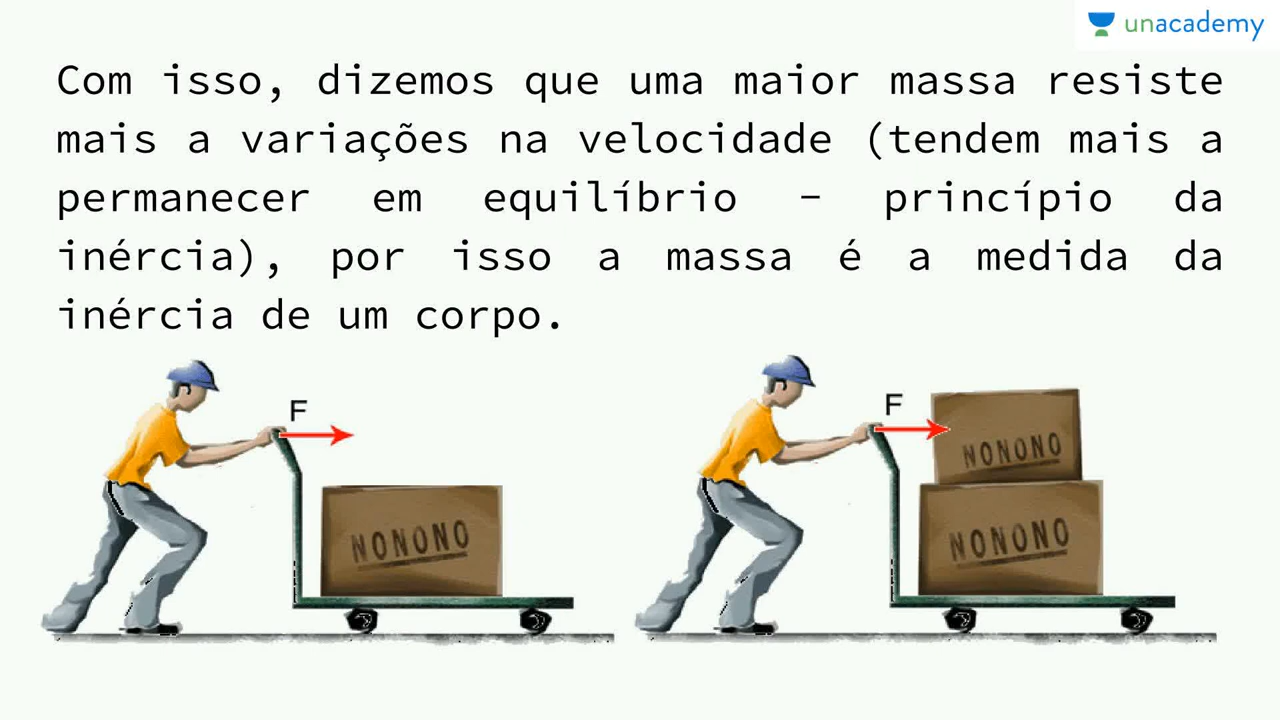 unacademy
Com isso, dizemos que uma maior massa resiste
mais a variações na velocidade (tendem mais a
permanecer em equilíbrio - princípio da
inércia), por isso a massa é a medida da
inércia de um corpo.
F
F
NONONO
NONONO
NONONO